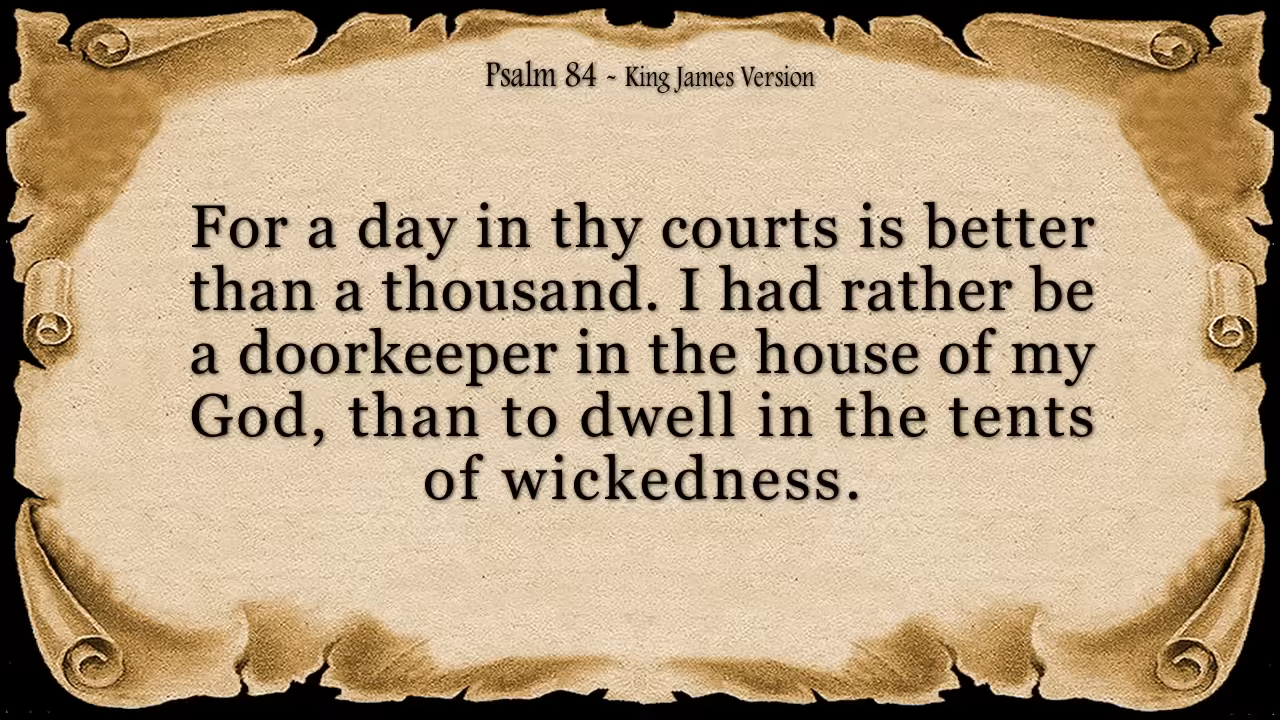 Psalm 84 - King James Version
For a day in thy courts is better
than a thousand. I had rather be
a doorkeeper in the house of my
God, than to dwell in the tents
of wickedness.